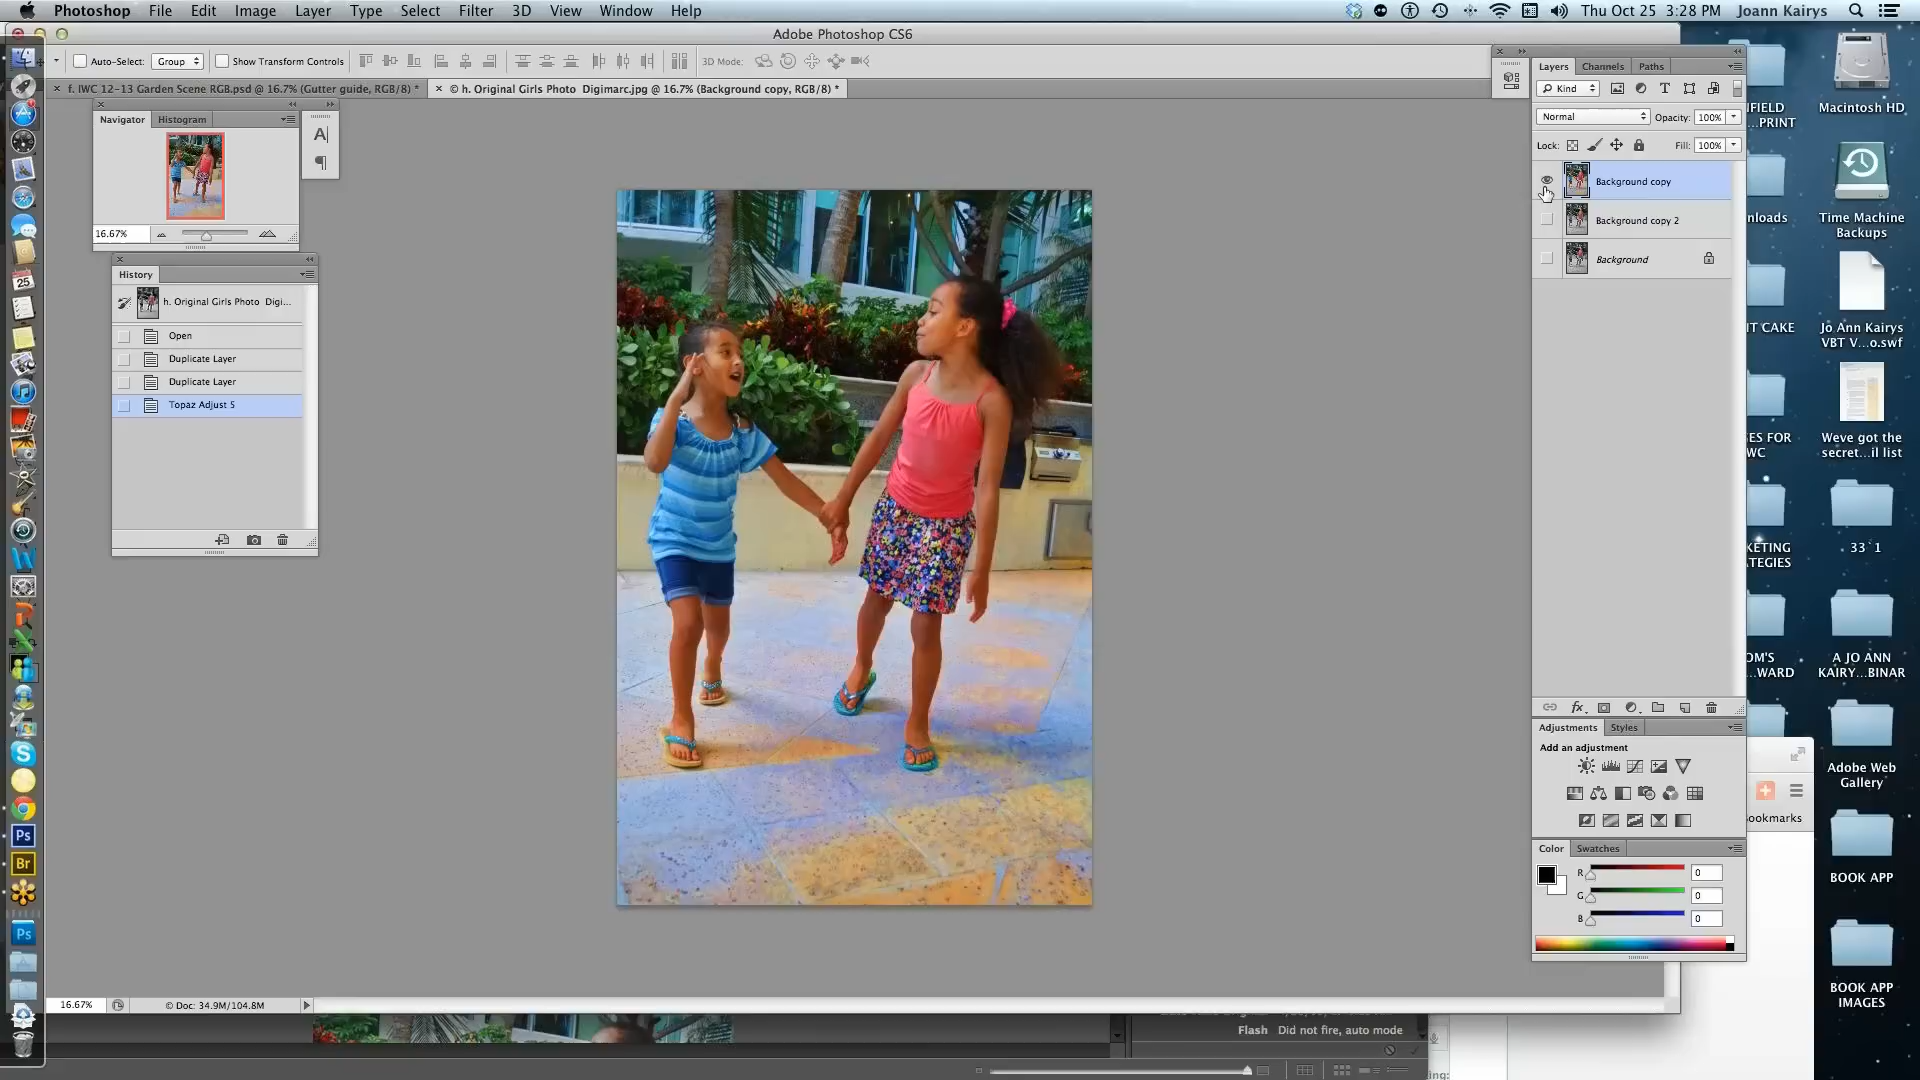 Photoshop File Edit Image Layer Type Select Filter 3D View Window Help
Thu Oct 25 3:28 PM Joann Kairys
Adobe Photoshop CS6
Auto-Select: Group Show Transform Controls 3D Mode:
f. IWC 12-13 Garden Scene RGB.psd @ 16.7% (Gutter guide, RGB/8) *
© h. Original Girls Photo Digimarc.jpg @ 16.7% (Background copy, RGB/8) *
Navigator Histogram
16.67%
History
h. Original Girls Photo Digi...
Open
Duplicate Layer
Duplicate Layer
Topaz Adjust 5
25
Ps
Br
Ps
16.67% © Doc: 34.9M/104.8M
Flash Did not fire, auto mode
ing:
Layers Channels Paths
Kind
Normal Opacity: 100%
Lock: Fill: 100%
Background copy
Background copy 2
Background
fx
Adjustments Styles
Add an adjustment
Color Swatches
R 0
G 0
B 0
IFIELD
...PRINT
nloads
IT CAKE
ES FOR
WC
KETING
ATEGIES
OM'S
...WARD
ookmarks
Macintosh HD
Time Machine
Backups
Jo Ann Kairys
VBT V...o.swf
Weve got the
secret...il list
33`1
A JO ANN
KAIRY...BINAR
Adobe Web
Gallery
BOOK APP
BOOK APP
IMAGES